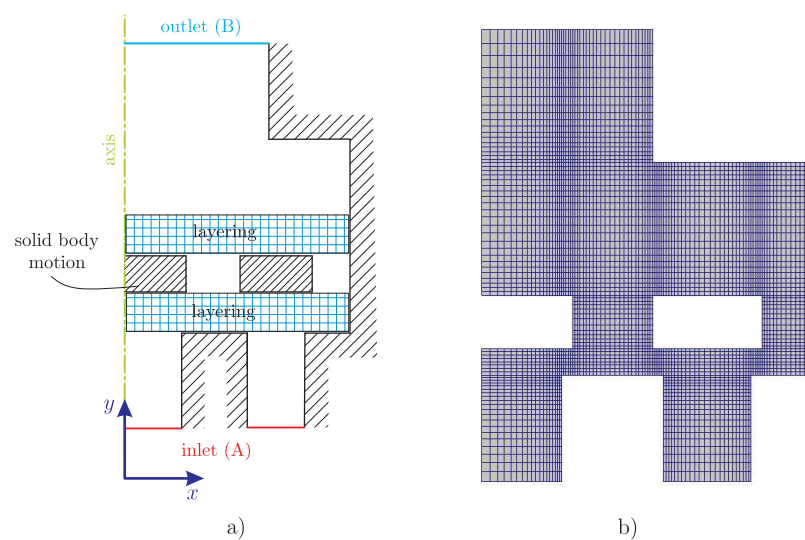 outlet (B)
axis
layering
solid body
motion
layering
y
inlet (A)
x
a)
b)